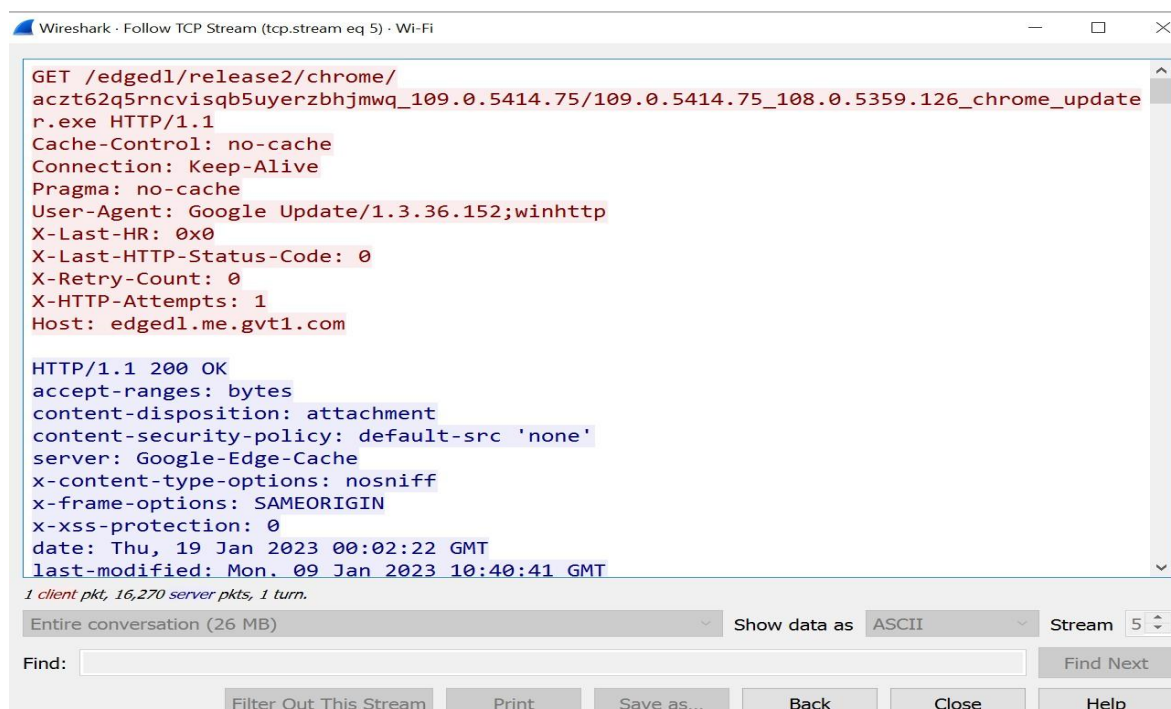 Wireshark · Follow TCP Stream (tcp.stream eq 5) · Wi-Fi
GET /edgedl/release2/chrome/
aczt62q5rncvisqb5uyerzbhjmwq_109.0.5414.75/109.0.5414.75_108.0.5359.126_chrome_update
r.exe HTTP/1.1
Cache-Control: no-cache
Connection: Keep-Alive
Pragma: no-cache
User-Agent: Google Update/1.3.36.152;winhttp
X-Last-HR: 0x0
X-Last-HTTP-Status-Code: 0
X-Retry-Count: 0
X-HTTP-Attempts: 1
Host: edgedl.me.gvt1.com
HTTP/1.1 200 OK
accept-ranges: bytes
content-disposition: attachment
content-security-policy: default-src 'none'
server: Google-Edge-Cache
x-content-type-options: nosniff
x-frame-options: SAMEORIGIN
x-xss-protection: 0
date: Thu, 19 Jan 2023 00:02:22 GMT
last-modified: Mon, 09 Jan 2023 10:40:41 GMT
1 client pkt, 16,270 server pkts, 1 turn.
Entire conversation (26 MB) Show data as ASCII Stream 5
Find: Find Next
Filter Out This Stream Print Save as... Back Close Help